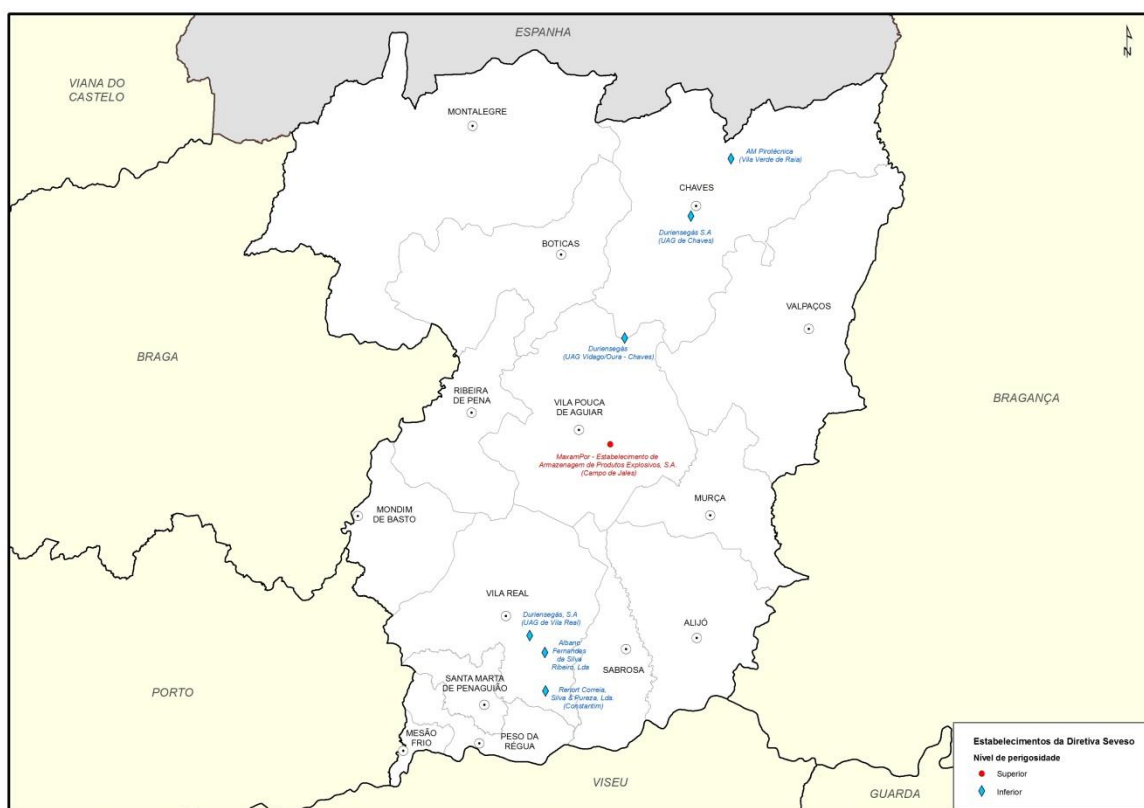 ESPANHA
N
VIANA DO
CASTELO
MONTALEGRE
AM Pirotécnica
(Vila Verde de Raia)
CHAVES
Duriensegás S.A
(UAG de Chaves)
BOTICAS
VALPAÇOS
Duriensegás
(UAG Vidago/Oura - Chaves)
BRAGA
RIBEIRA
DE PENA
VILA POUCA
DE AGUIAR
BRAGANÇA
MaxamPor - Estabelecimento de
Armazenagem de Produtos Explosivos, S.A.
(Campo de Jales)
MURÇA
MONDIM
DE BASTO
VILA REAL
Duriensegás, S.A
(UAG de Vila Real)
ALIJÓ
Albano
Fernandes
da Silva
Ribeiro, Lda
SABROSA
SANTA MARTA
DE PENAGUIÃO
Correia,
Silva & Pureza, Lda.
(Constantim)
PORTO
MESÃO
FRIO
PESO DA
RÉGUA
VISEU
GUARDA
Estabelecimentos da Diretiva Seveso
Nível de perigosidade
Superior
Inferior